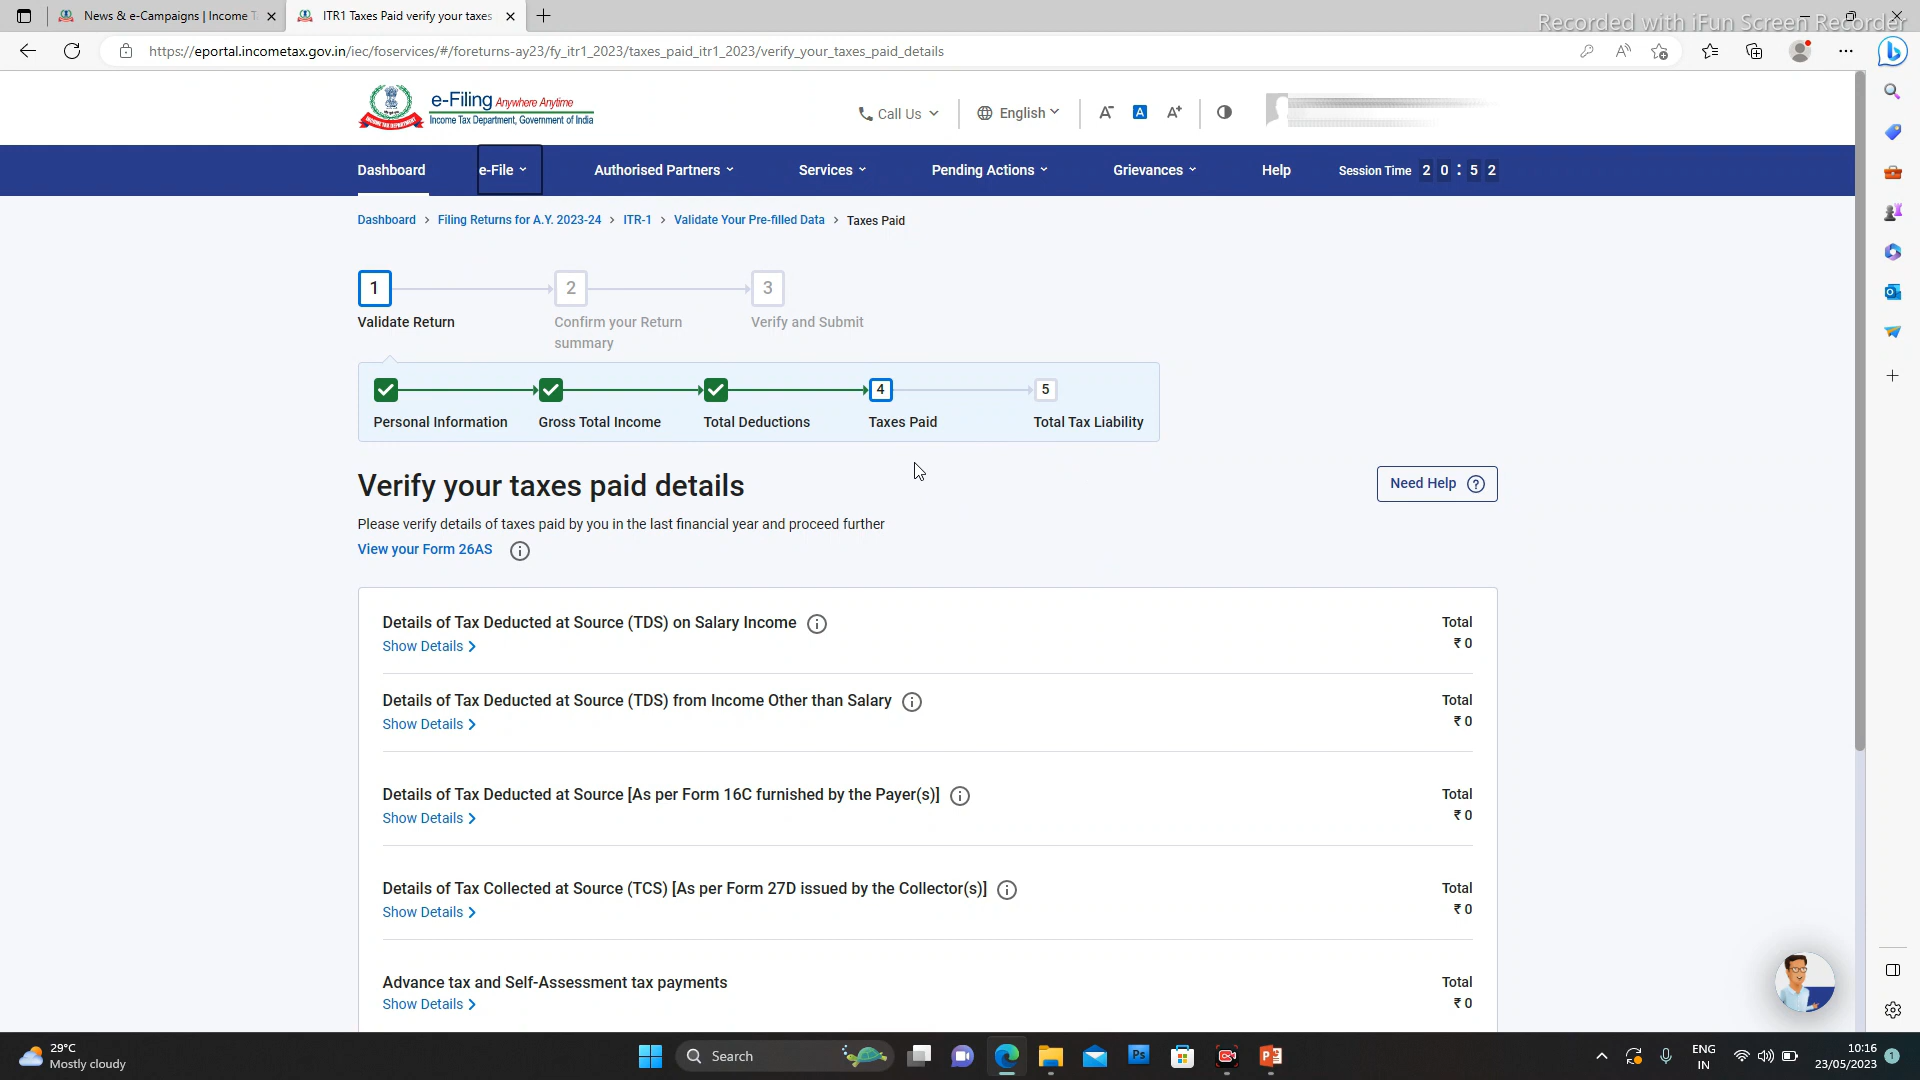 News & e-Campaigns | Income T
ITR1 Taxes Paid verify your taxes
Recorded with iFun Screen Recorder
https://eportal.incometax.gov.in/iec/foservices/#/foreturns-ay23/fy_itr1_2023/taxes_paid_itr1_2023/verify_your_taxes_paid_details
e-Filing Anywhere Anytime
Income Tax Department, Government of India
INCOME TAX DEPARTMENT
Call Us
English
A- A A+
Dashboard e-File Authorised Partners Services Pending Actions Grievances Help Session Time 2 0 : 5 2
Dashboard > Filing Returns for A.Y. 2023-24 > ITR-1 > Validate Your Pre-filled Data > Taxes Paid
1 2 3
Validate Return Confirm your Return summary Verify and Submit
4 5
Personal Information Gross Total Income Total Deductions Taxes Paid Total Tax Liability
Verify your taxes paid details
Need Help ?
Please verify details of taxes paid by you in the last financial year and proceed further
View your Form 26AS
Details of Tax Deducted at Source (TDS) on Salary Income Total
Show Details > ₹ 0
Details of Tax Deducted at Source (TDS) from Income Other than Salary Total
Show Details > ₹ 0
Details of Tax Deducted at Source [As per Form 16C furnished by the Payer(s)] Total
Show Details > ₹ 0
Details of Tax Collected at Source (TCS) [As per Form 27D issued by the Collector(s)] Total
Show Details > ₹ 0
Advance tax and Self-Assessment tax payments Total
Show Details > ₹ 0
29°C
Mostly cloudy
Search
Ps
ENG
IN
10:16
23/05/2023
1